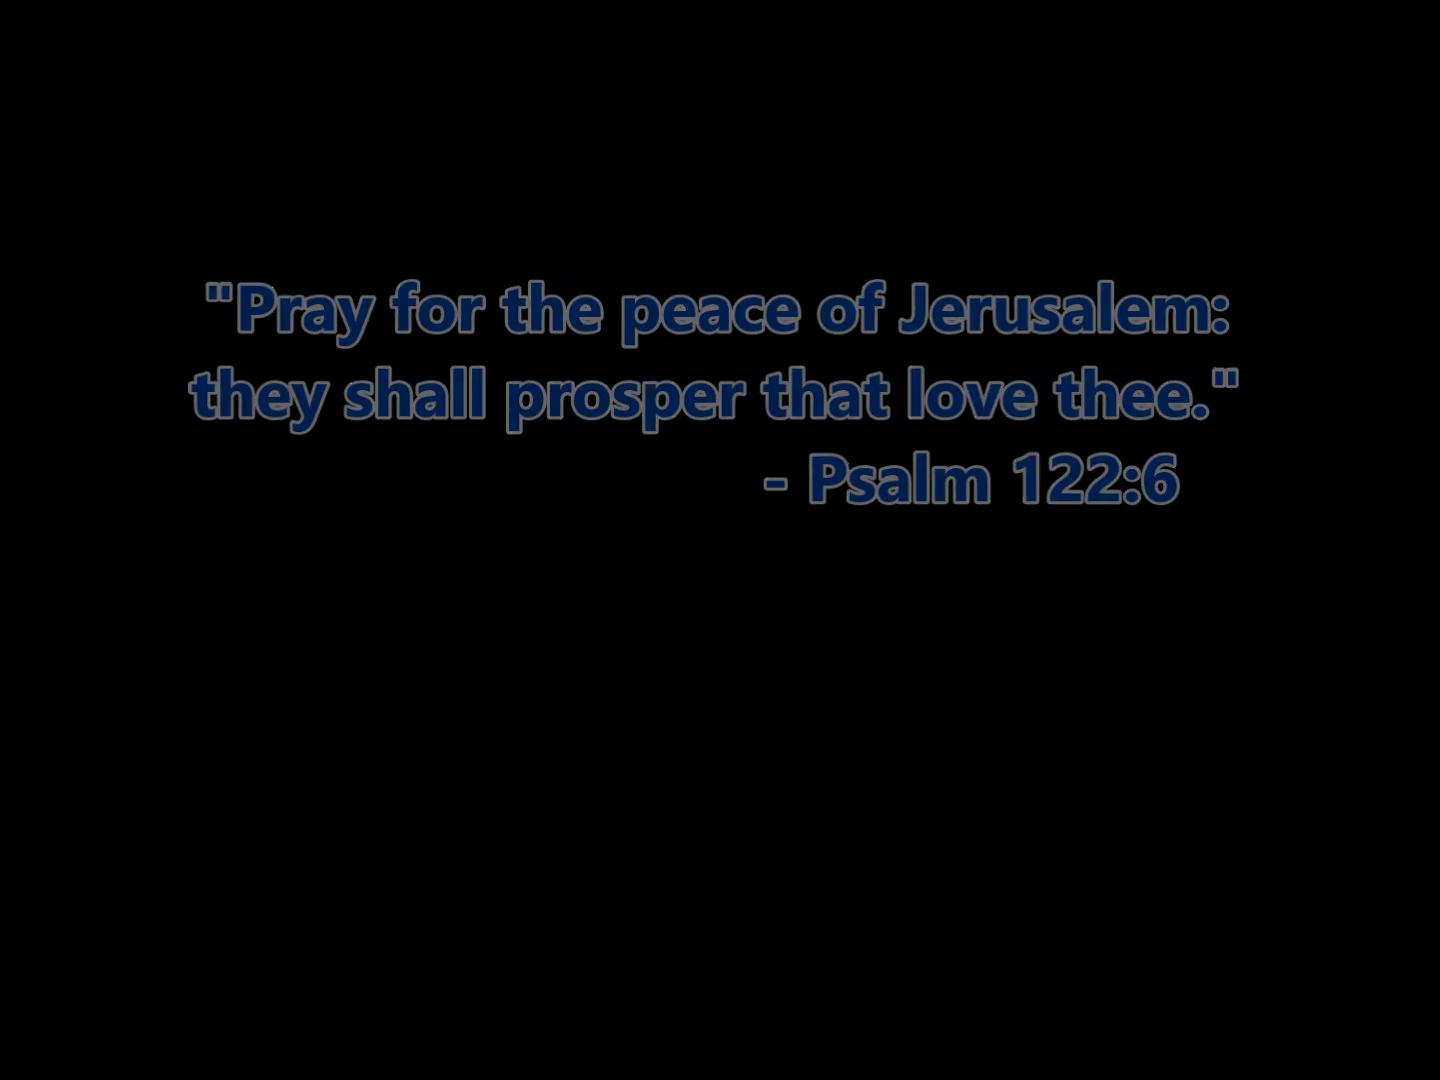 "Pray for the peace of Jerusalem:
they shall prosper that love thee."
- Psalm 122:6